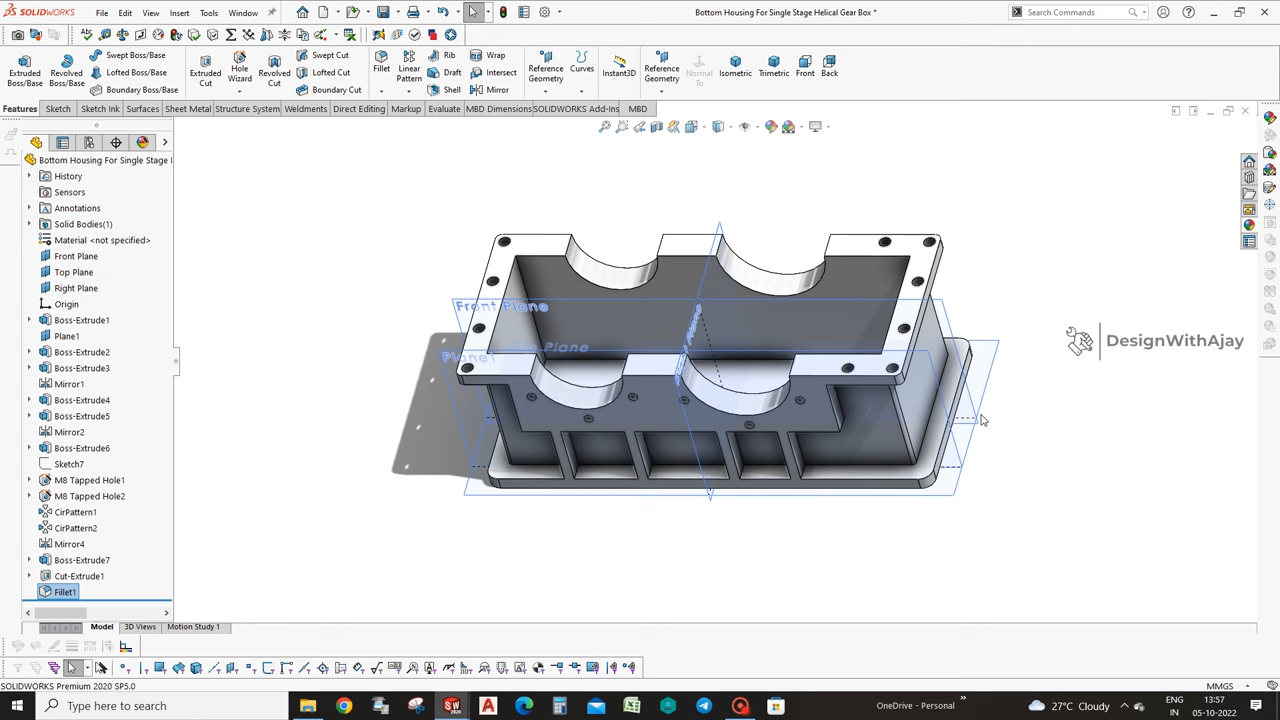 SOLIDWORKS File Edit View Insert Tools Window Bottom Housing For Single Stage Helical Gear Box * Search Commands
Extruded Boss/Base
Revolved Boss/Base
Swept Boss/Base
Lofted Boss/Base
Boundary Boss/Base
Extruded Cut
Hole Wizard
Revolved Cut
Swept Cut
Lofted Cut
Boundary Cut
Fillet
Linear Pattern
Rib
Draft
Shell
Wrap
Intersect
Mirror
Reference Geometry
Curves
Instant3D
Reference Geometry
Normal To
Isometric
Trimetric
Front
Back
Features Sketch Sketch Ink Surfaces Sheet Metal Structure System Weldments Direct Editing Markup Evaluate MBD Dimensions SOLIDWORKS Add-Ins MBD
Bottom Housing For Single Stage
History
Sensors
Annotations
Solid Bodies(1)
Material <not specified>
Front Plane
Top Plane
Right Plane
Origin
Boss-Extrude1
Plane1
Boss-Extrude2
Boss-Extrude3
Mirror1
Boss-Extrude4
Boss-Extrude5
Mirror2
Boss-Extrude6
Sketch7
M8 Tapped Hole1
M8 Tapped Hole2
CirPattern1
CirPattern2
Mirror4
Boss-Extrude7
Cut-Extrude1
Fillet1
Front Plane
Top Plane
Plane1
DesignWithAjay
Model 3D Views Motion Study 1
SOLIDWORKS Premium 2020 SP5.0 MMGS
Type here to search
OneDrive - Personal
27°C Cloudy
ENG
IN
13:57
05-10-2022